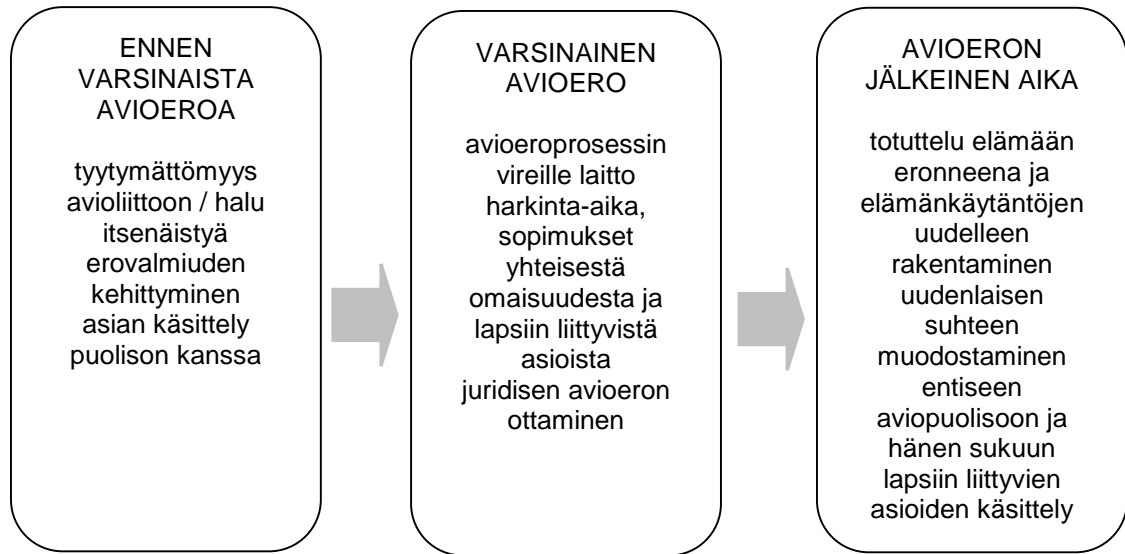 ENNEN
VARSINAISTA
AVIOEROA
tyytymättömyys
avioliittoon / halu
itsenäistyä
erovalmiuden
kehittyminen
asian käsittely
puolison kanssa
VARSINAINEN
AVIOERO
avioeroprosessin
vireille laitto
harkinta-aika,
sopimukset
yhteisestä
omaisuudesta ja
lapsiin liittyvistä
asioista
juridisen avioeron
ottaminen
AVIOERON
JÄLKEINEN AIKA
totuttelu elämään
eronneena ja
elämänkäytäntöjen
uudelleen
rakentaminen
uudenlaisen
suhteen
muodostaminen
entiseen
aviopuolisoon ja
hänen sukuun
lapsiin liittyvien
asioiden käsittely